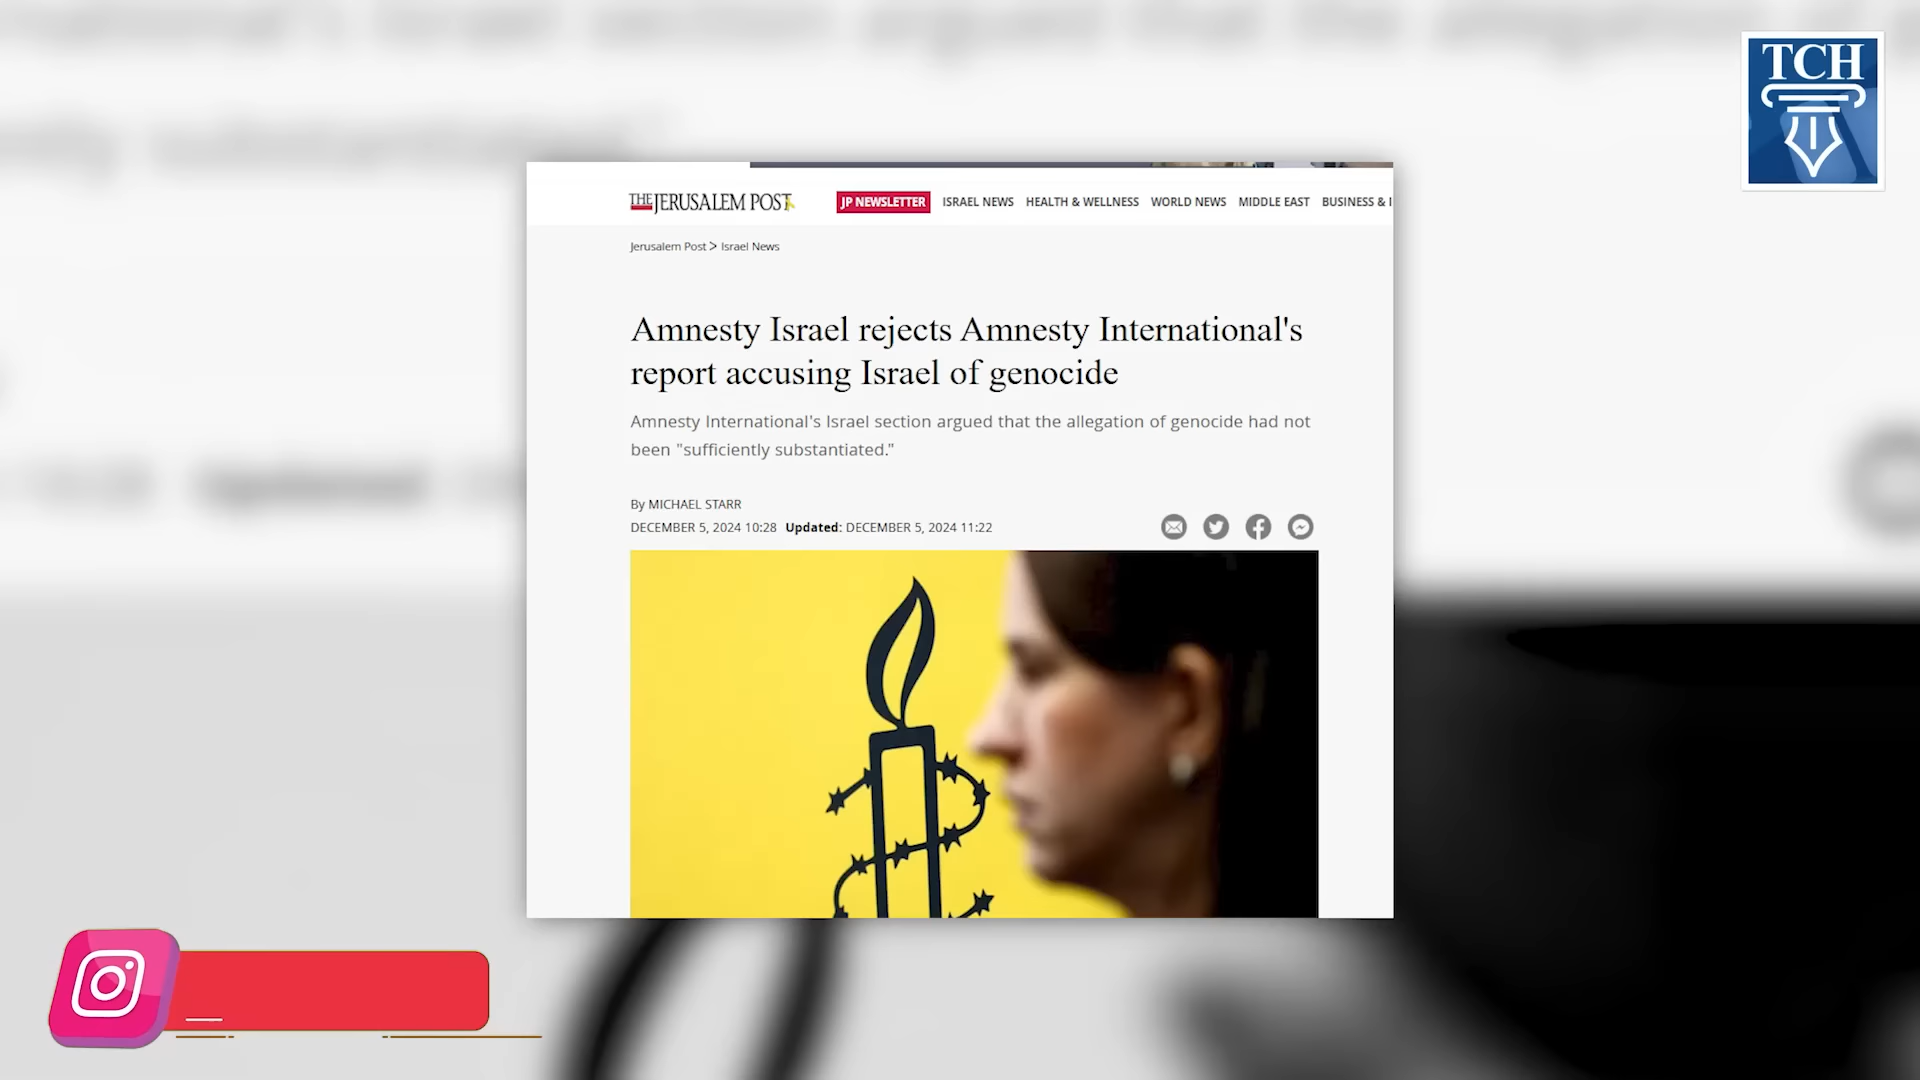 TCH
THE JERUSALEM POST
JP NEWSLETTER ISRAEL NEWS HEALTH & WELLNESS WORLD NEWS MIDDLE EAST BUSINESS &
Jerusalem Post > Israel News
Amnesty Israel rejects Amnesty International's
report accusing Israel of genocide
Amnesty International's Israel section argued that the allegation of genocide had not
been "sufficiently substantiated."
By MICHAEL STARR
DECEMBER 5, 2024 10:28 Updated: DECEMBER 5, 2024 11:22